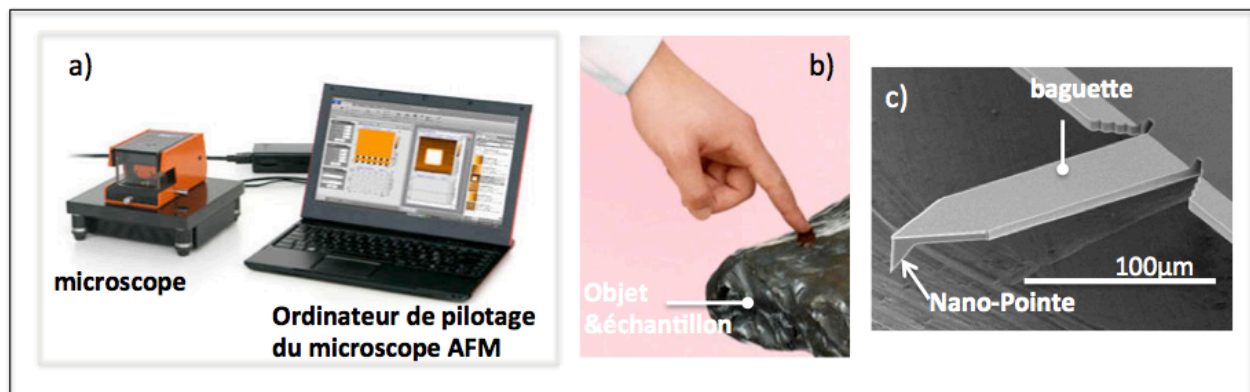 a)
microscope
Ordinateur de pilotage
du microscope AFM
b)
Objet
&échantillon
c)
baguette
100µm
Nano-Pointe